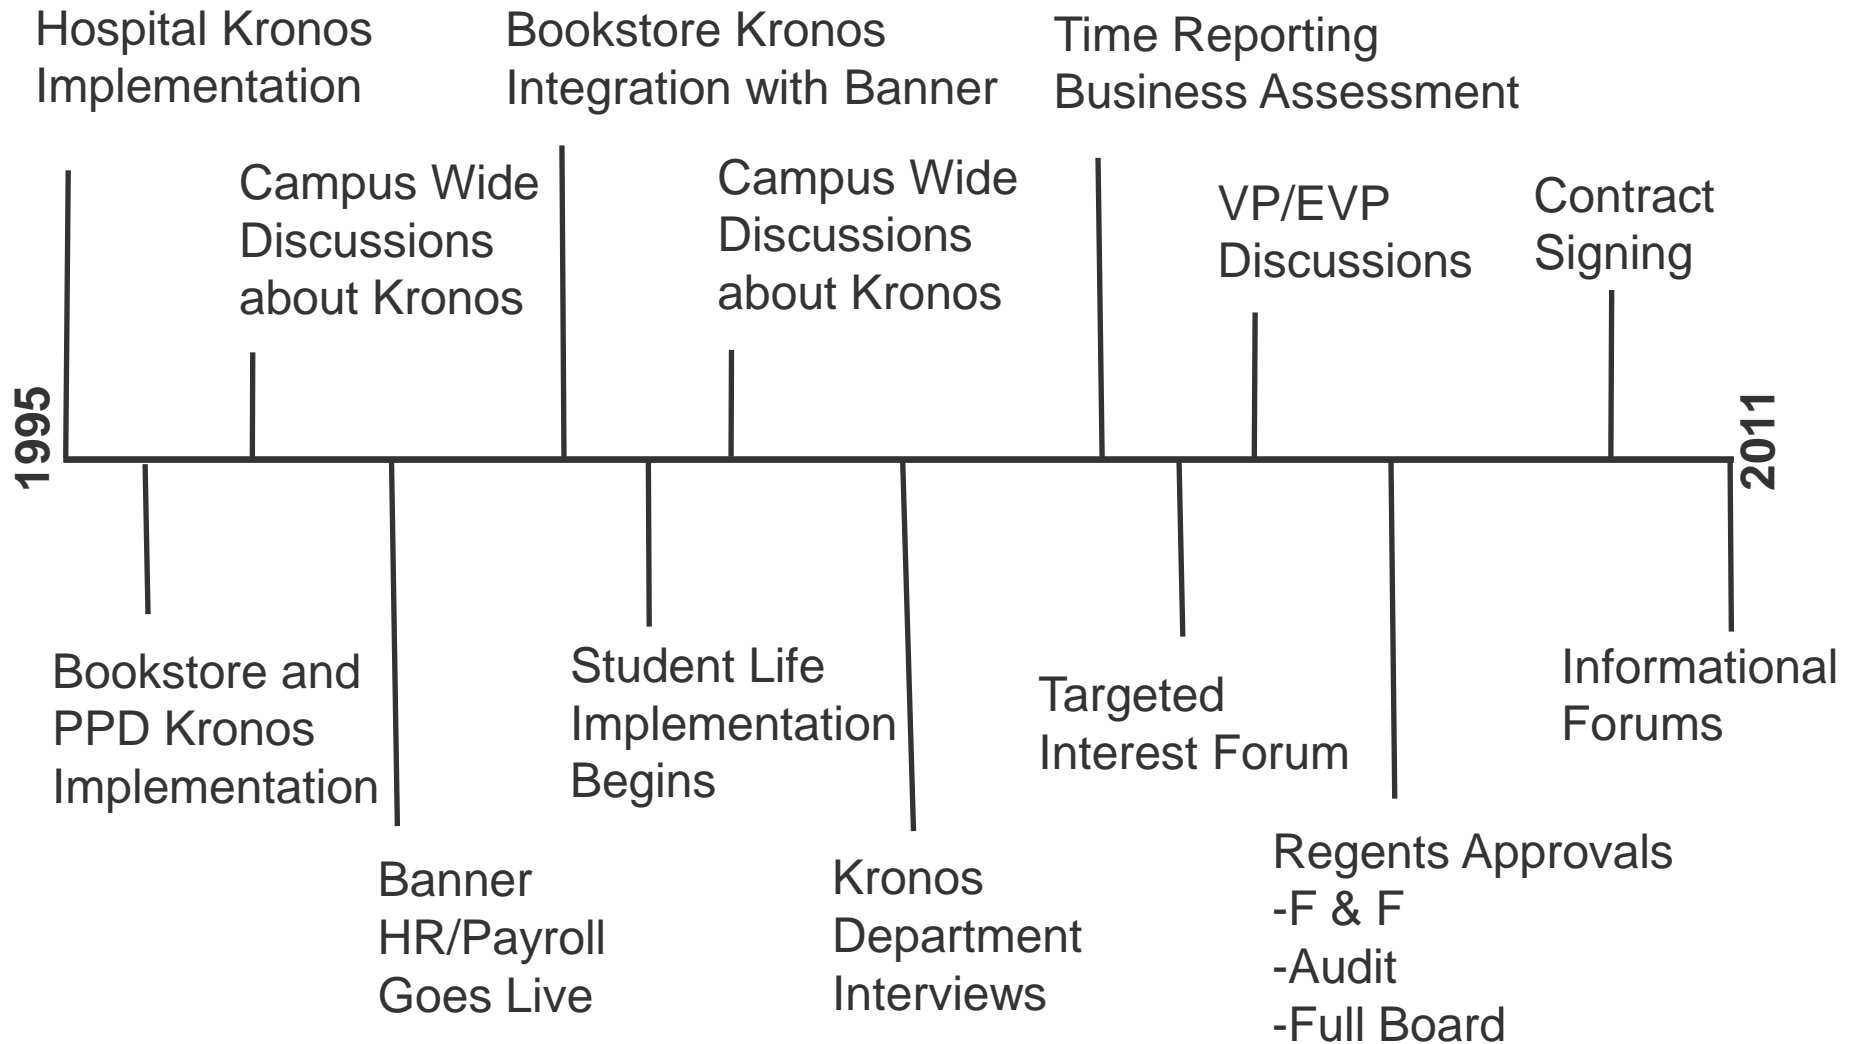 Hospital Kronos
Implementation
Bookstore Kronos
Integration with Banner
Time Reporting
Business Assessment
Campus Wide
Discussions
about Kronos
Campus Wide
Discussions
about Kronos
VP/EVP
Discussions
Contract
Signing
1995
2011
Bookstore and
PPD Kronos
Implementation
Student Life
Implementation
Begins
Targeted
Interest Forum
Informational
Forums
Banner
HR/Payroll
Goes Live
Kronos
Department
Interviews
Regents Approvals
-F & F
-Audit
-Full Board